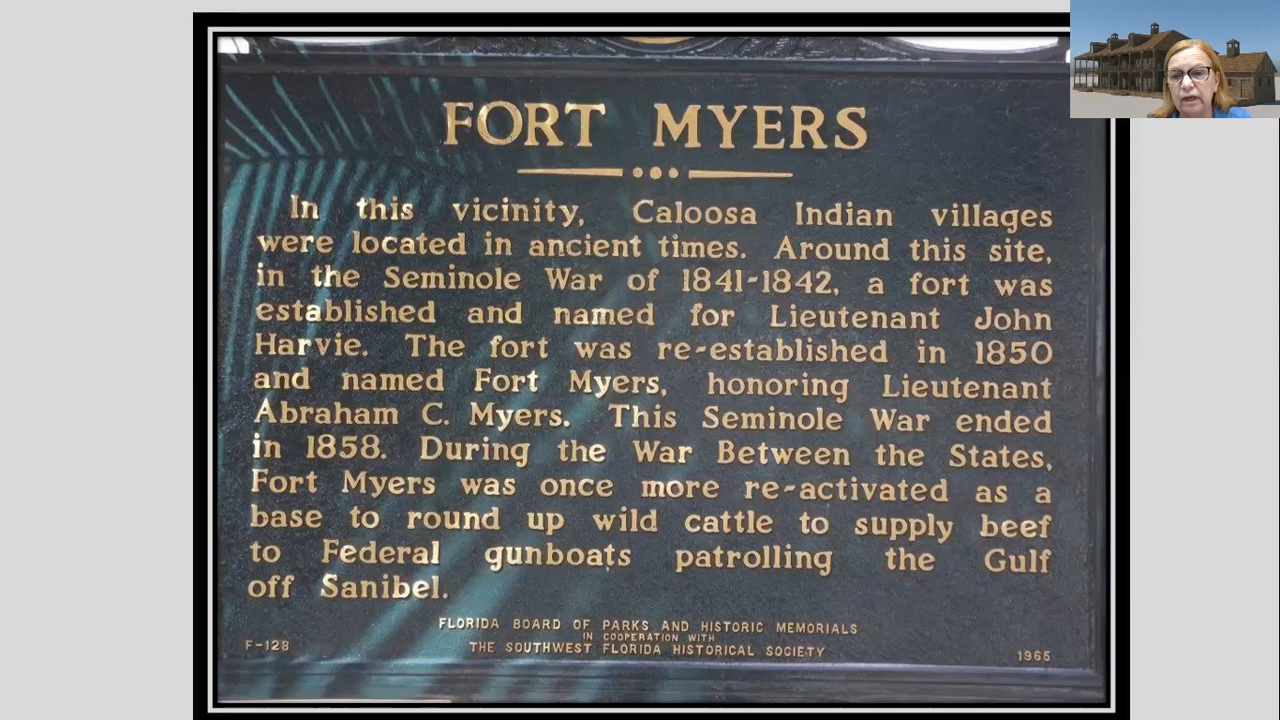 FORT MYERS
In this vicinity, Caloosa Indian villages
were located in ancient times. Around this site,
in the Seminole War of 1841-1842, a fort was
established and named for Lieutenant John
Harvie. The fort was re-established in 1850
and named Fort Myers, honoring Lieutenant
Abraham C. Myers. This Seminole War ended
in 1858. During the War Between the States,
Fort Myers was once more re-activated as a
base to round up wild cattle to supply beef
to Federal gunboats patrolling the Gulf
off Sanibel.
FLORIDA BOARD OF PARKS AND HISTORIC MEMORIALS
IN COOPERATION WITH
F-128 THE SOUTHWEST FLORIDA HISTORICAL SOCIETY 1965